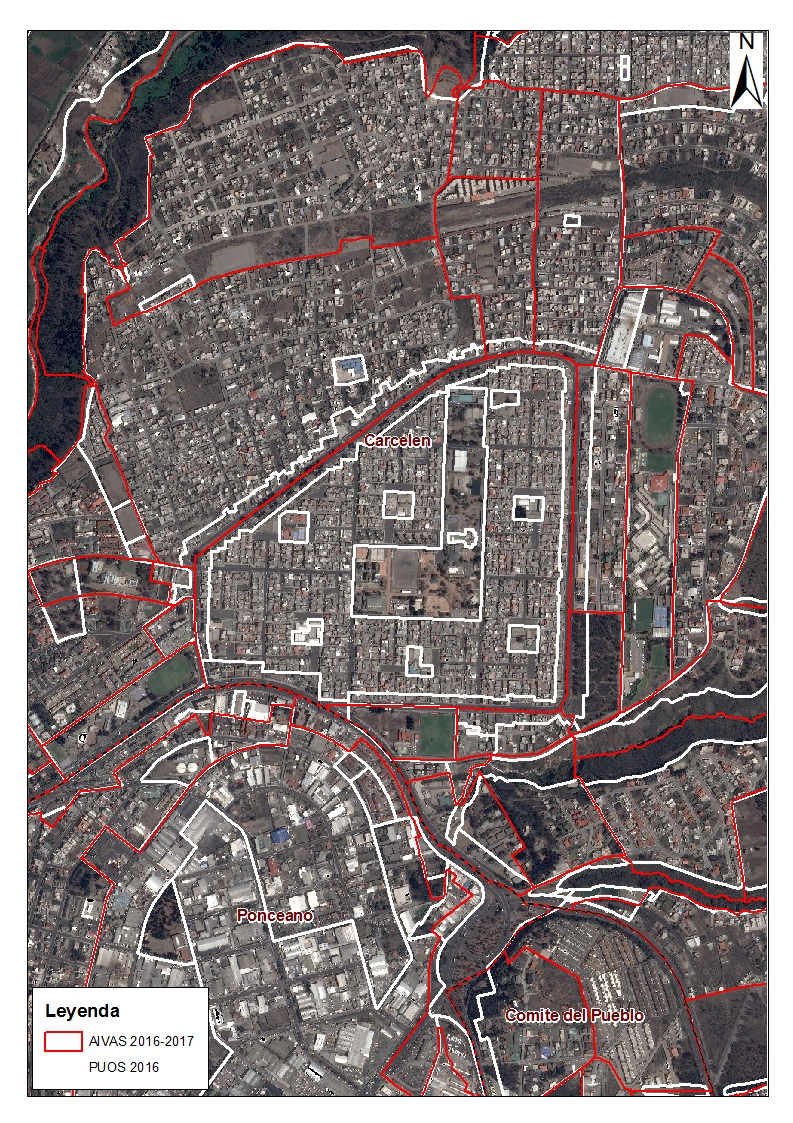 N
Carcelen
Ponceano
Comite del Pueblo
Leyenda
AIVAS 2016-2017
PUOS 2016